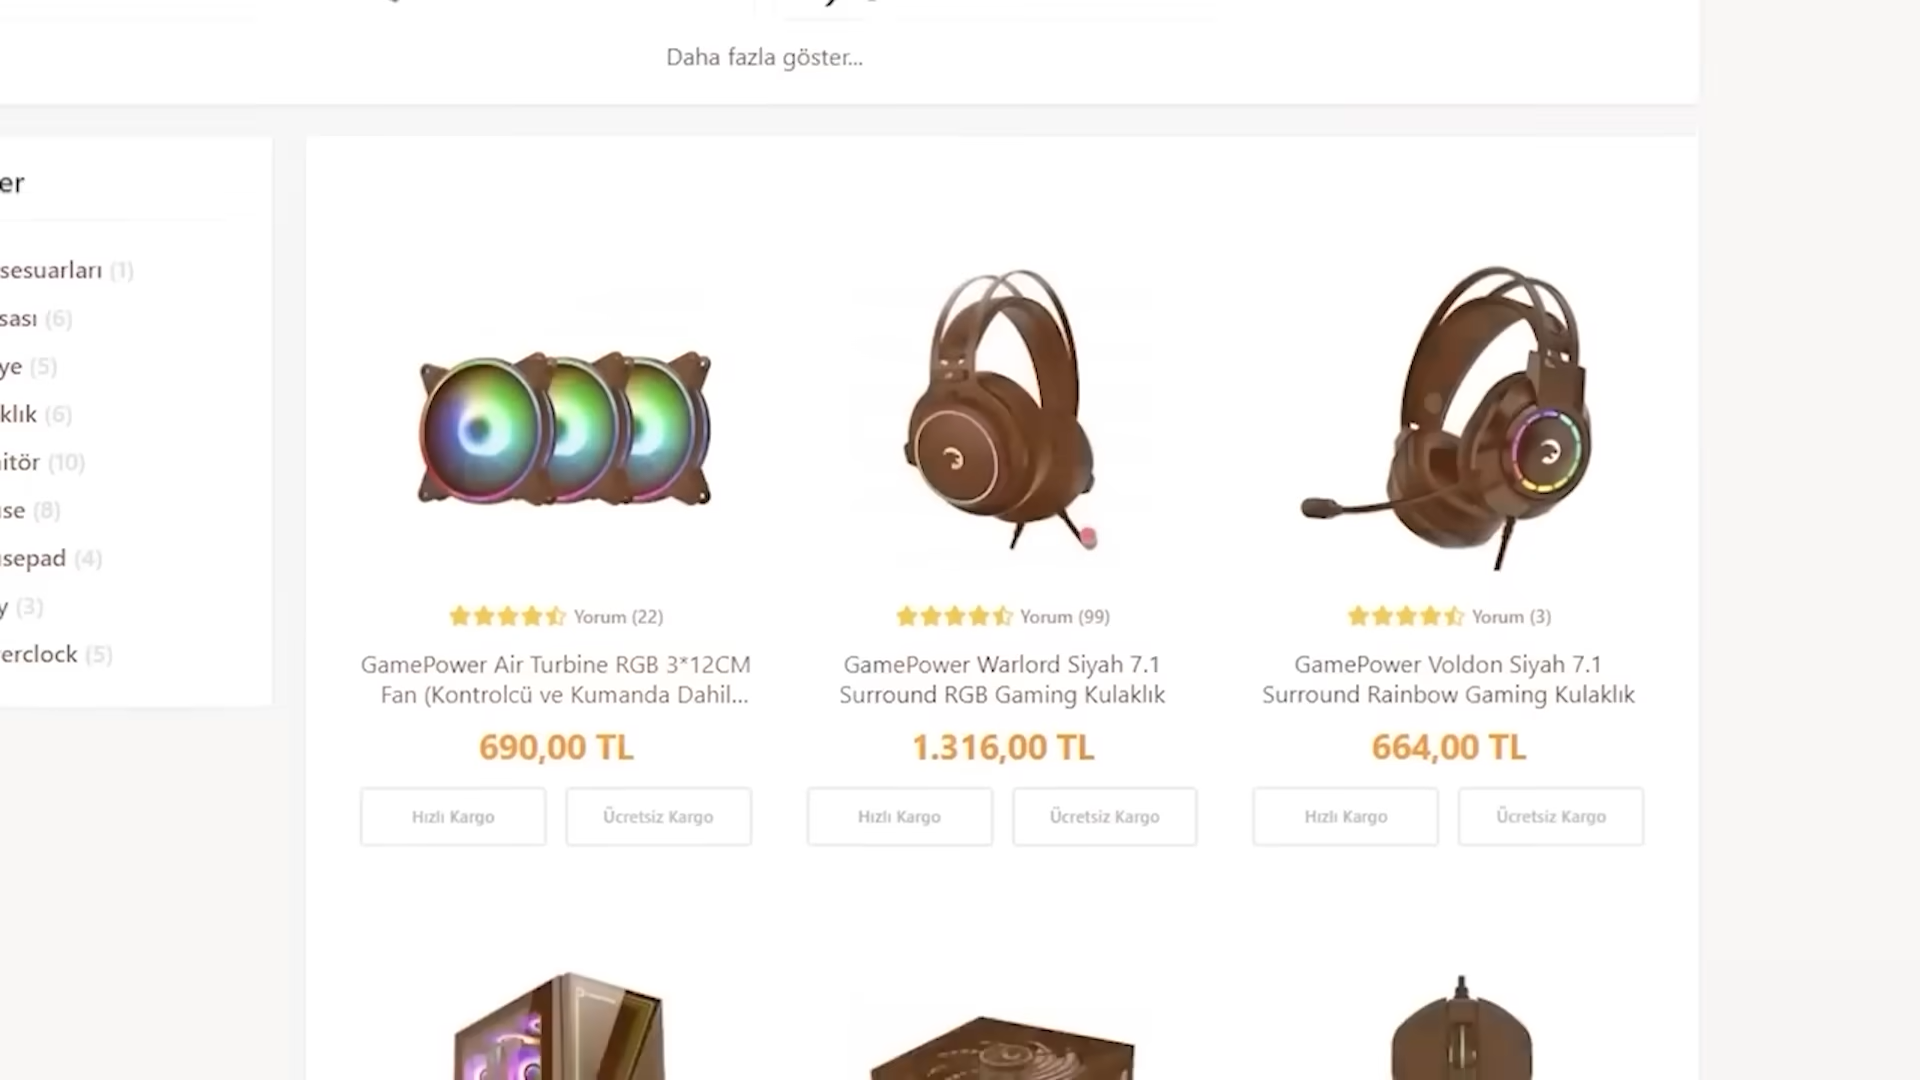 Daha fazla göster...
er
sesuarları (1)
sası (6)
ye (5)
klık (6)
itör (10)
se (8)
sepad (4)
y (3)
erclock (5)
Yorum (22)
GamePower Air Turbine RGB 3*12CM
Fan (Kontrolcü ve Kumanda Dahil...
690,00 TL
Hızlı Kargo
Ücretsiz Kargo
Yorum (99)
GamePower Warlord Siyah 7.1
Surround RGB Gaming Kulaklık
1.316,00 TL
Hızlı Kargo
Ücretsiz Kargo
Yorum (3)
GamePower Voldon Siyah 7.1
Surround Rainbow Gaming Kulaklık
664,00 TL
Hızlı Kargo
Ücretsiz Kargo